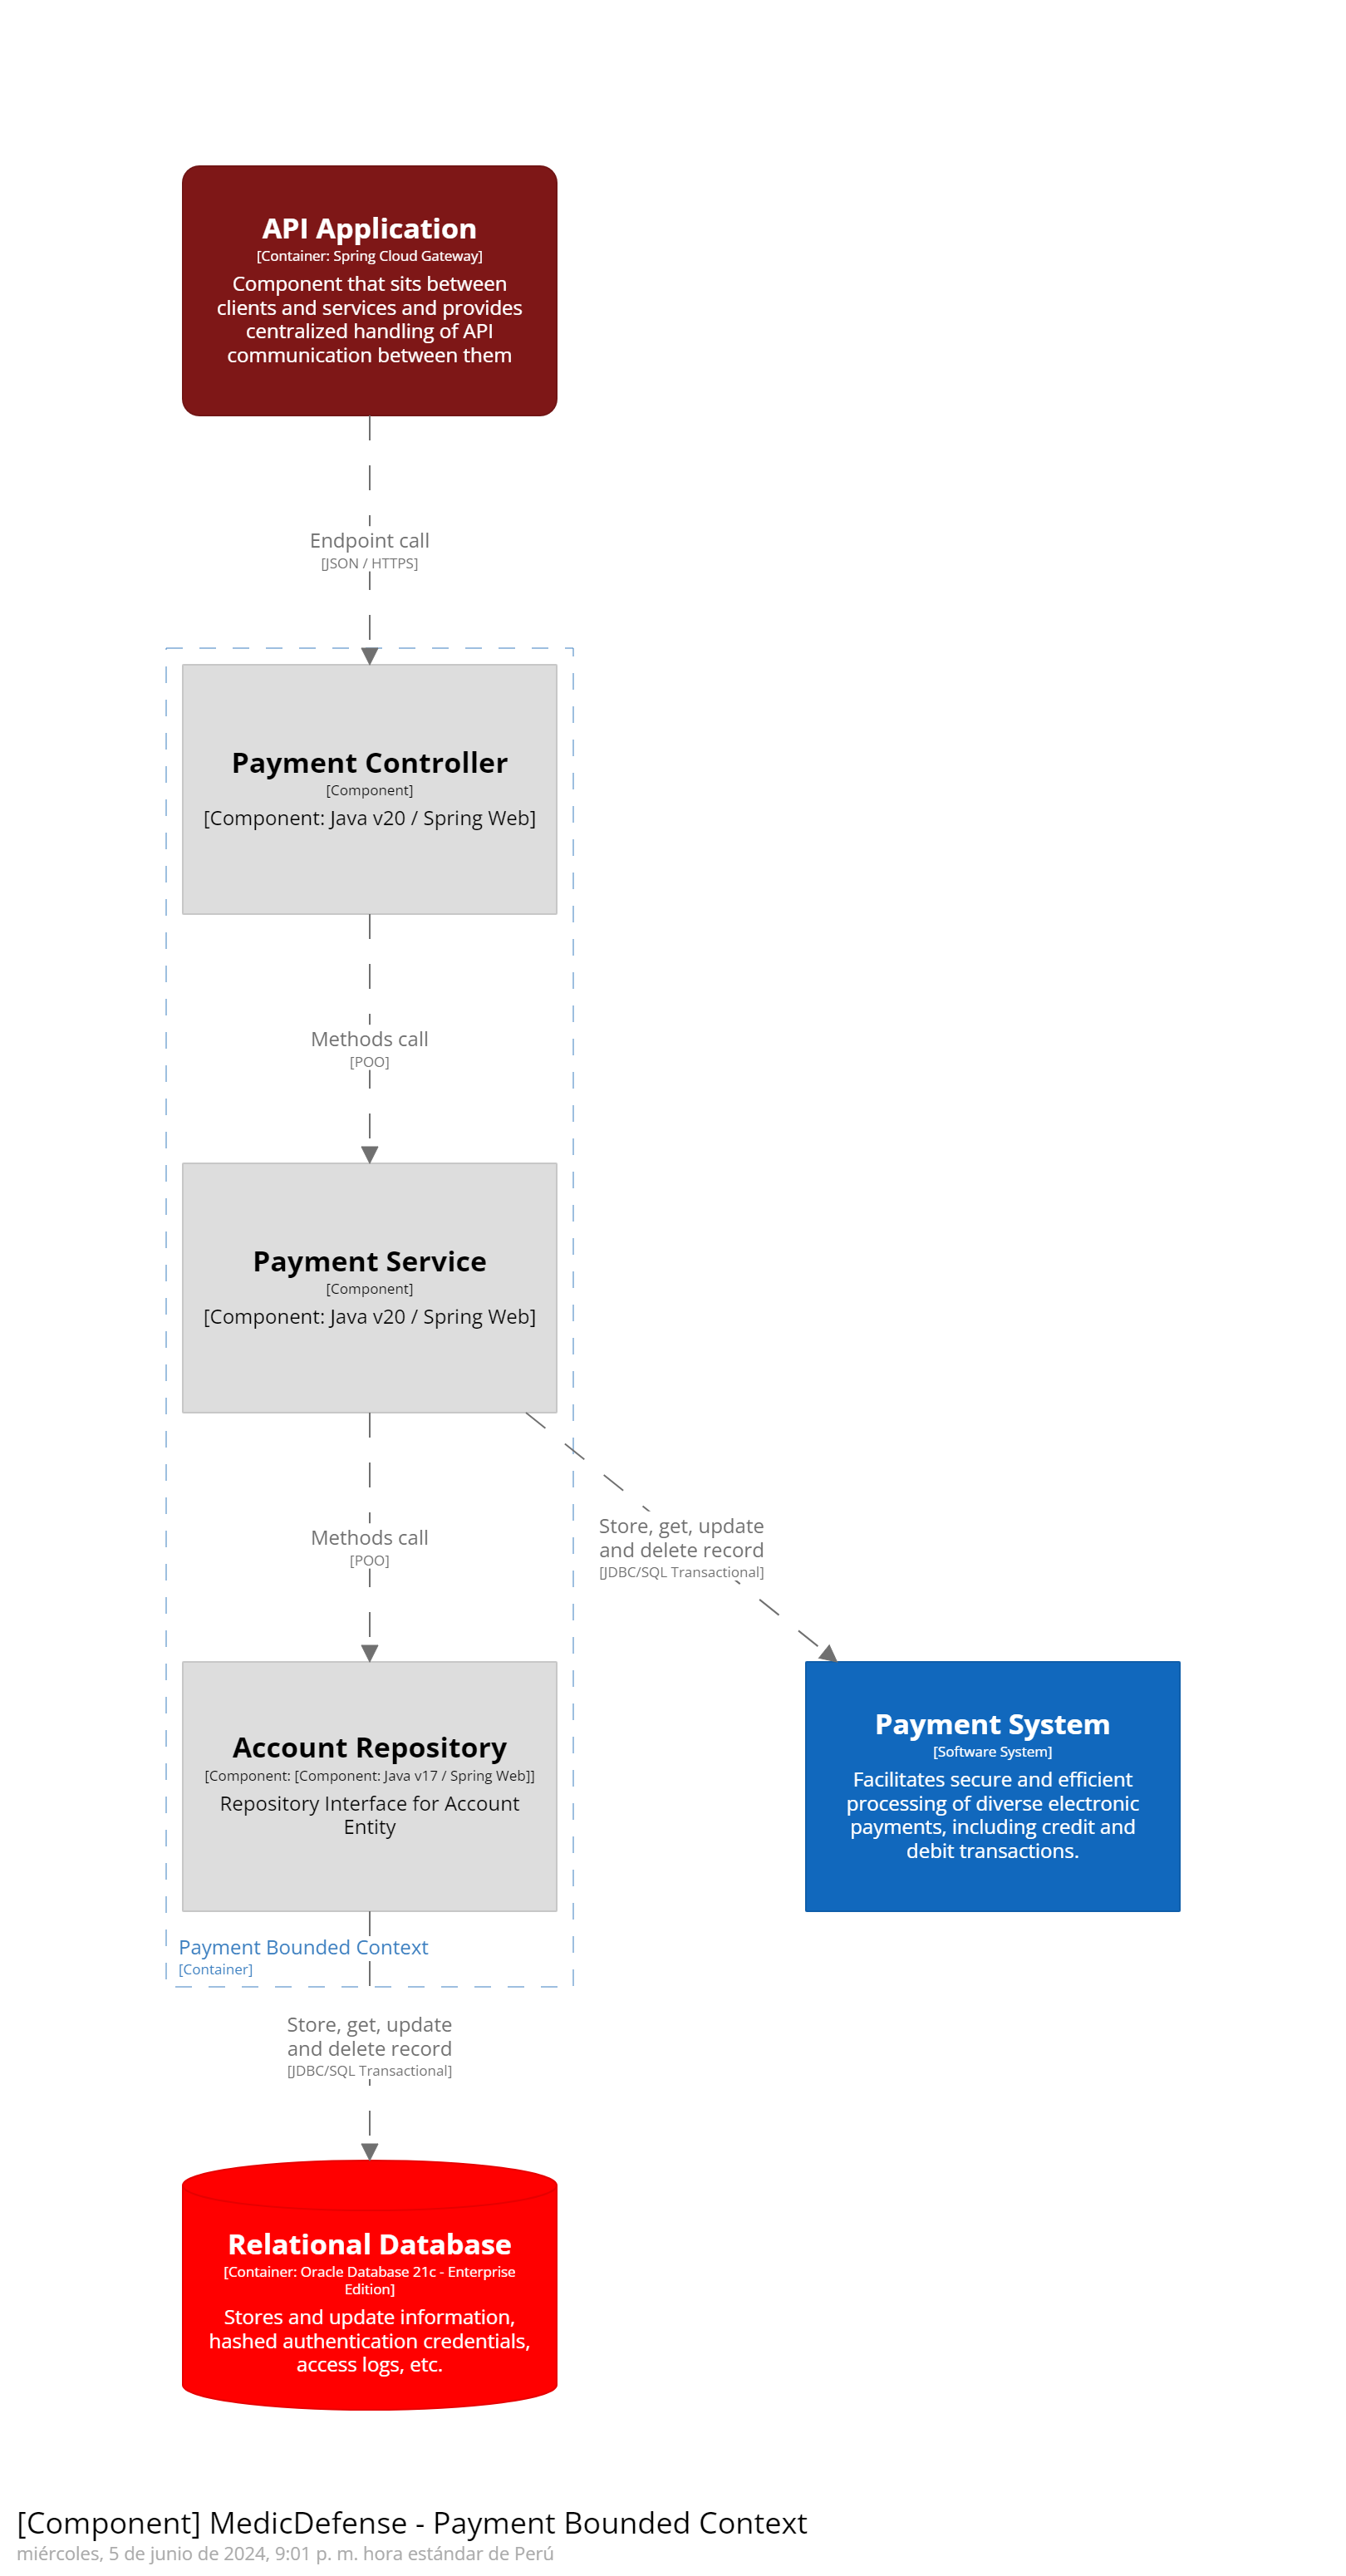 API Application
[Container: Spring Cloud Gateway]
Component that sits between
clients and services and provides
centralized handling of API
communication between them
Endpoint call
[JSON / HTTPS]
Payment Controller
[Component]
[Component: Java v20 / Spring Web]
Methods call
[POO]
Payment Service
[Component]
[Component: Java v20 / Spring Web]
Methods call
[POO]
Store, get, update
and delete record
[JDBC/SQL Transactional]
Account Repository
[Component: [Component: Java v17 / Spring Web]]
Repository Interface for Account
Entity
Payment System
[Software System]
Facilitates secure and efficient
processing of diverse electronic
payments, including credit and
debit transactions.
Payment Bounded Context
[Container]
Store, get, update
and delete record
[JDBC/SQL Transactional]
Relational Database
[Container: Oracle Database 21c - Enterprise
Edition]
Stores and update information,
hashed authentication credentials,
access logs, etc.
[Component] MedicDefense - Payment Bounded Context
miércoles, 5 de junio de 2024, 9:01 p. m. hora estándar de Perú